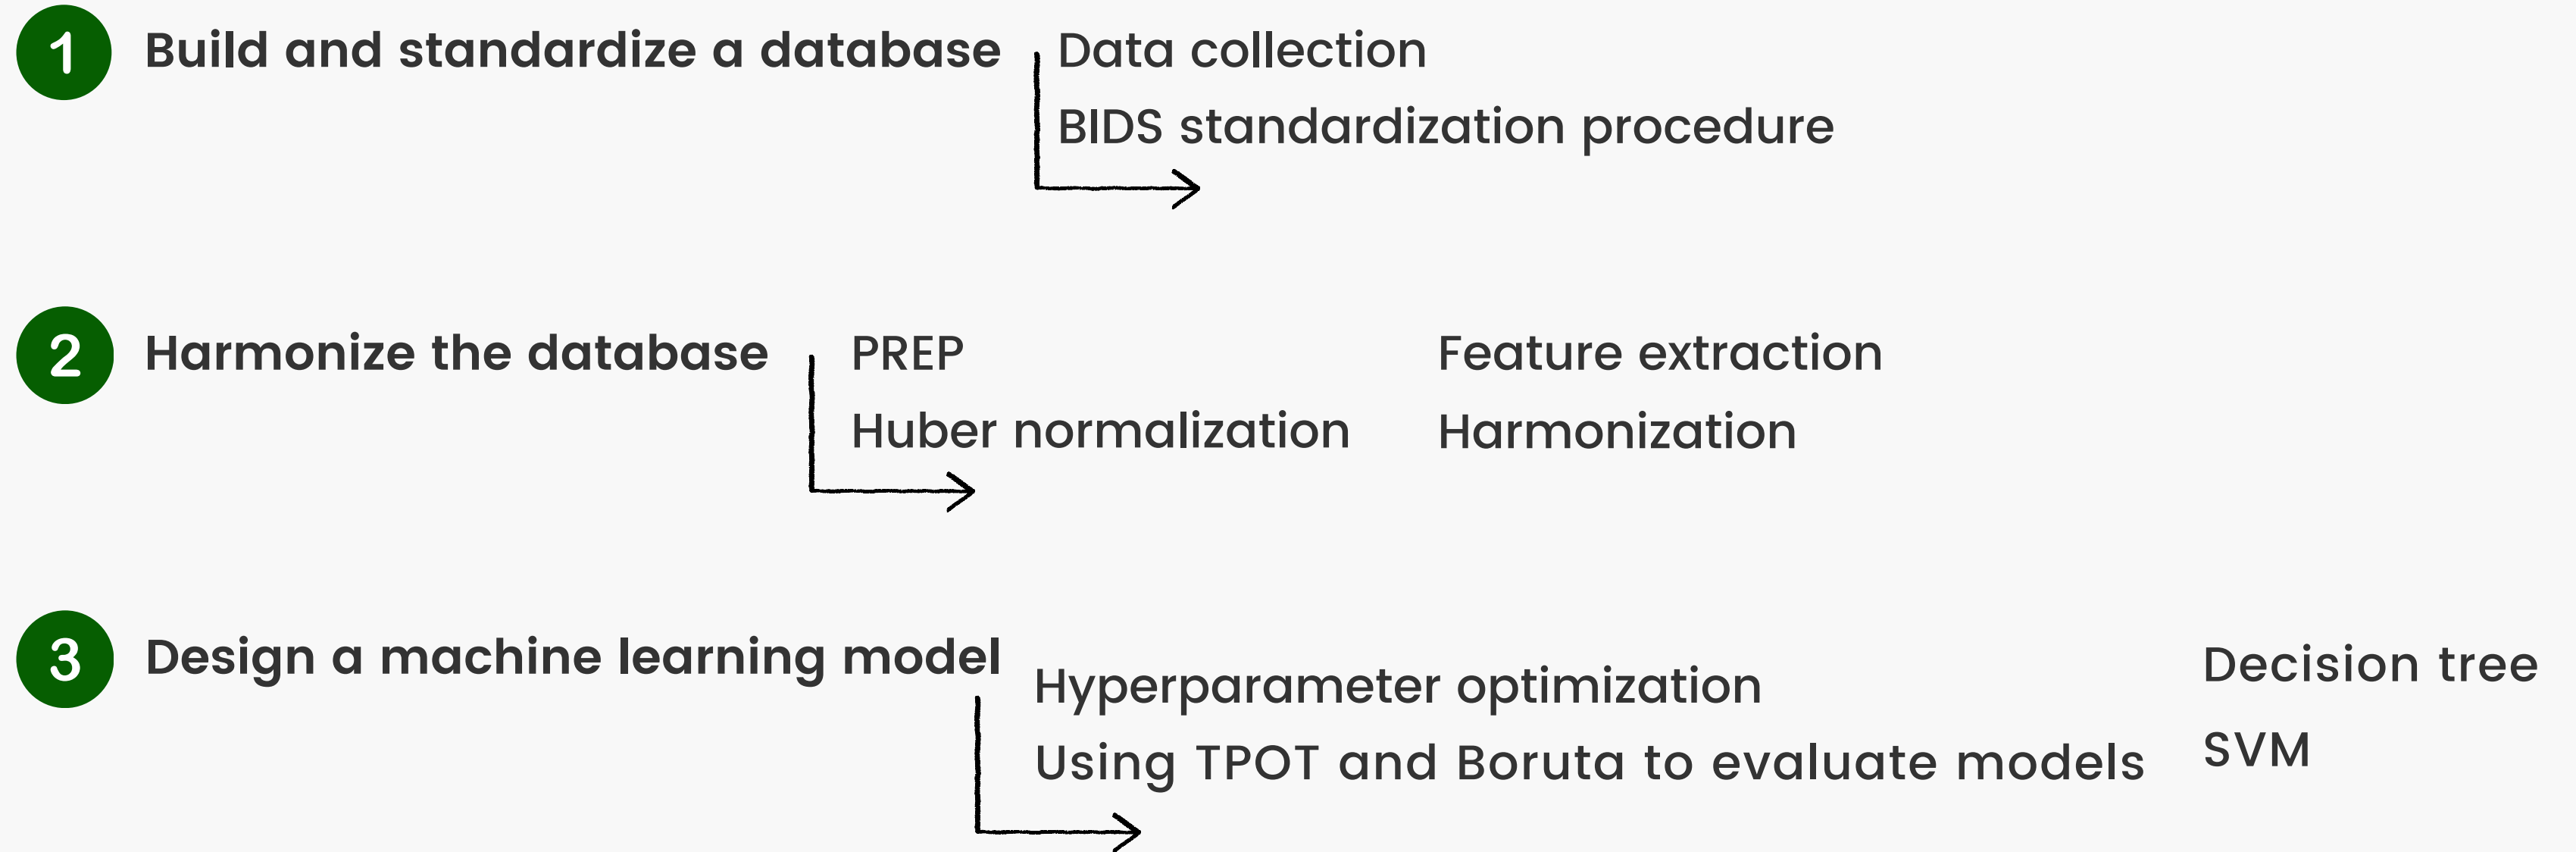 1 Build and standardize a database
Data collection
BIDS standardization procedure
2 Harmonize the database
PREP
Huber normalization
Feature extraction
Harmonization
3 Design a machine learning model
Hyperparameter optimization
Using TPOT and Boruta to evaluate models
Decision tree
SVM